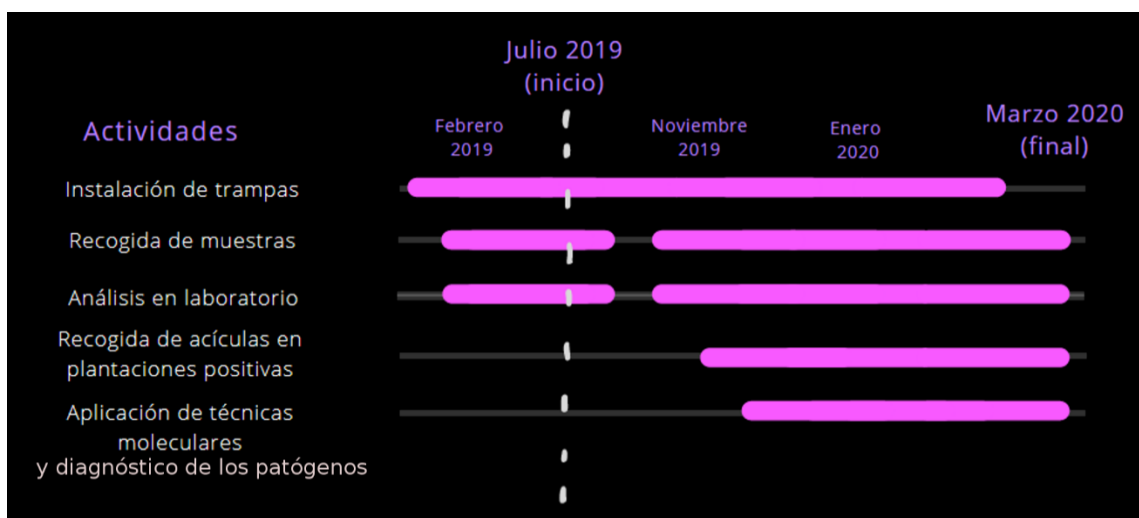 Julio 2019
(inicio)
Actividades
Febrero
2019
Noviembre
2019
Enero
2020
Marzo 2020
(final)
Instalación de trampas
Recogida de muestras
Análisis en laboratorio
Recogida de acículas en
plantaciones positivas
Aplicación de técnicas
moleculares
y diagnóstico de los patógenos